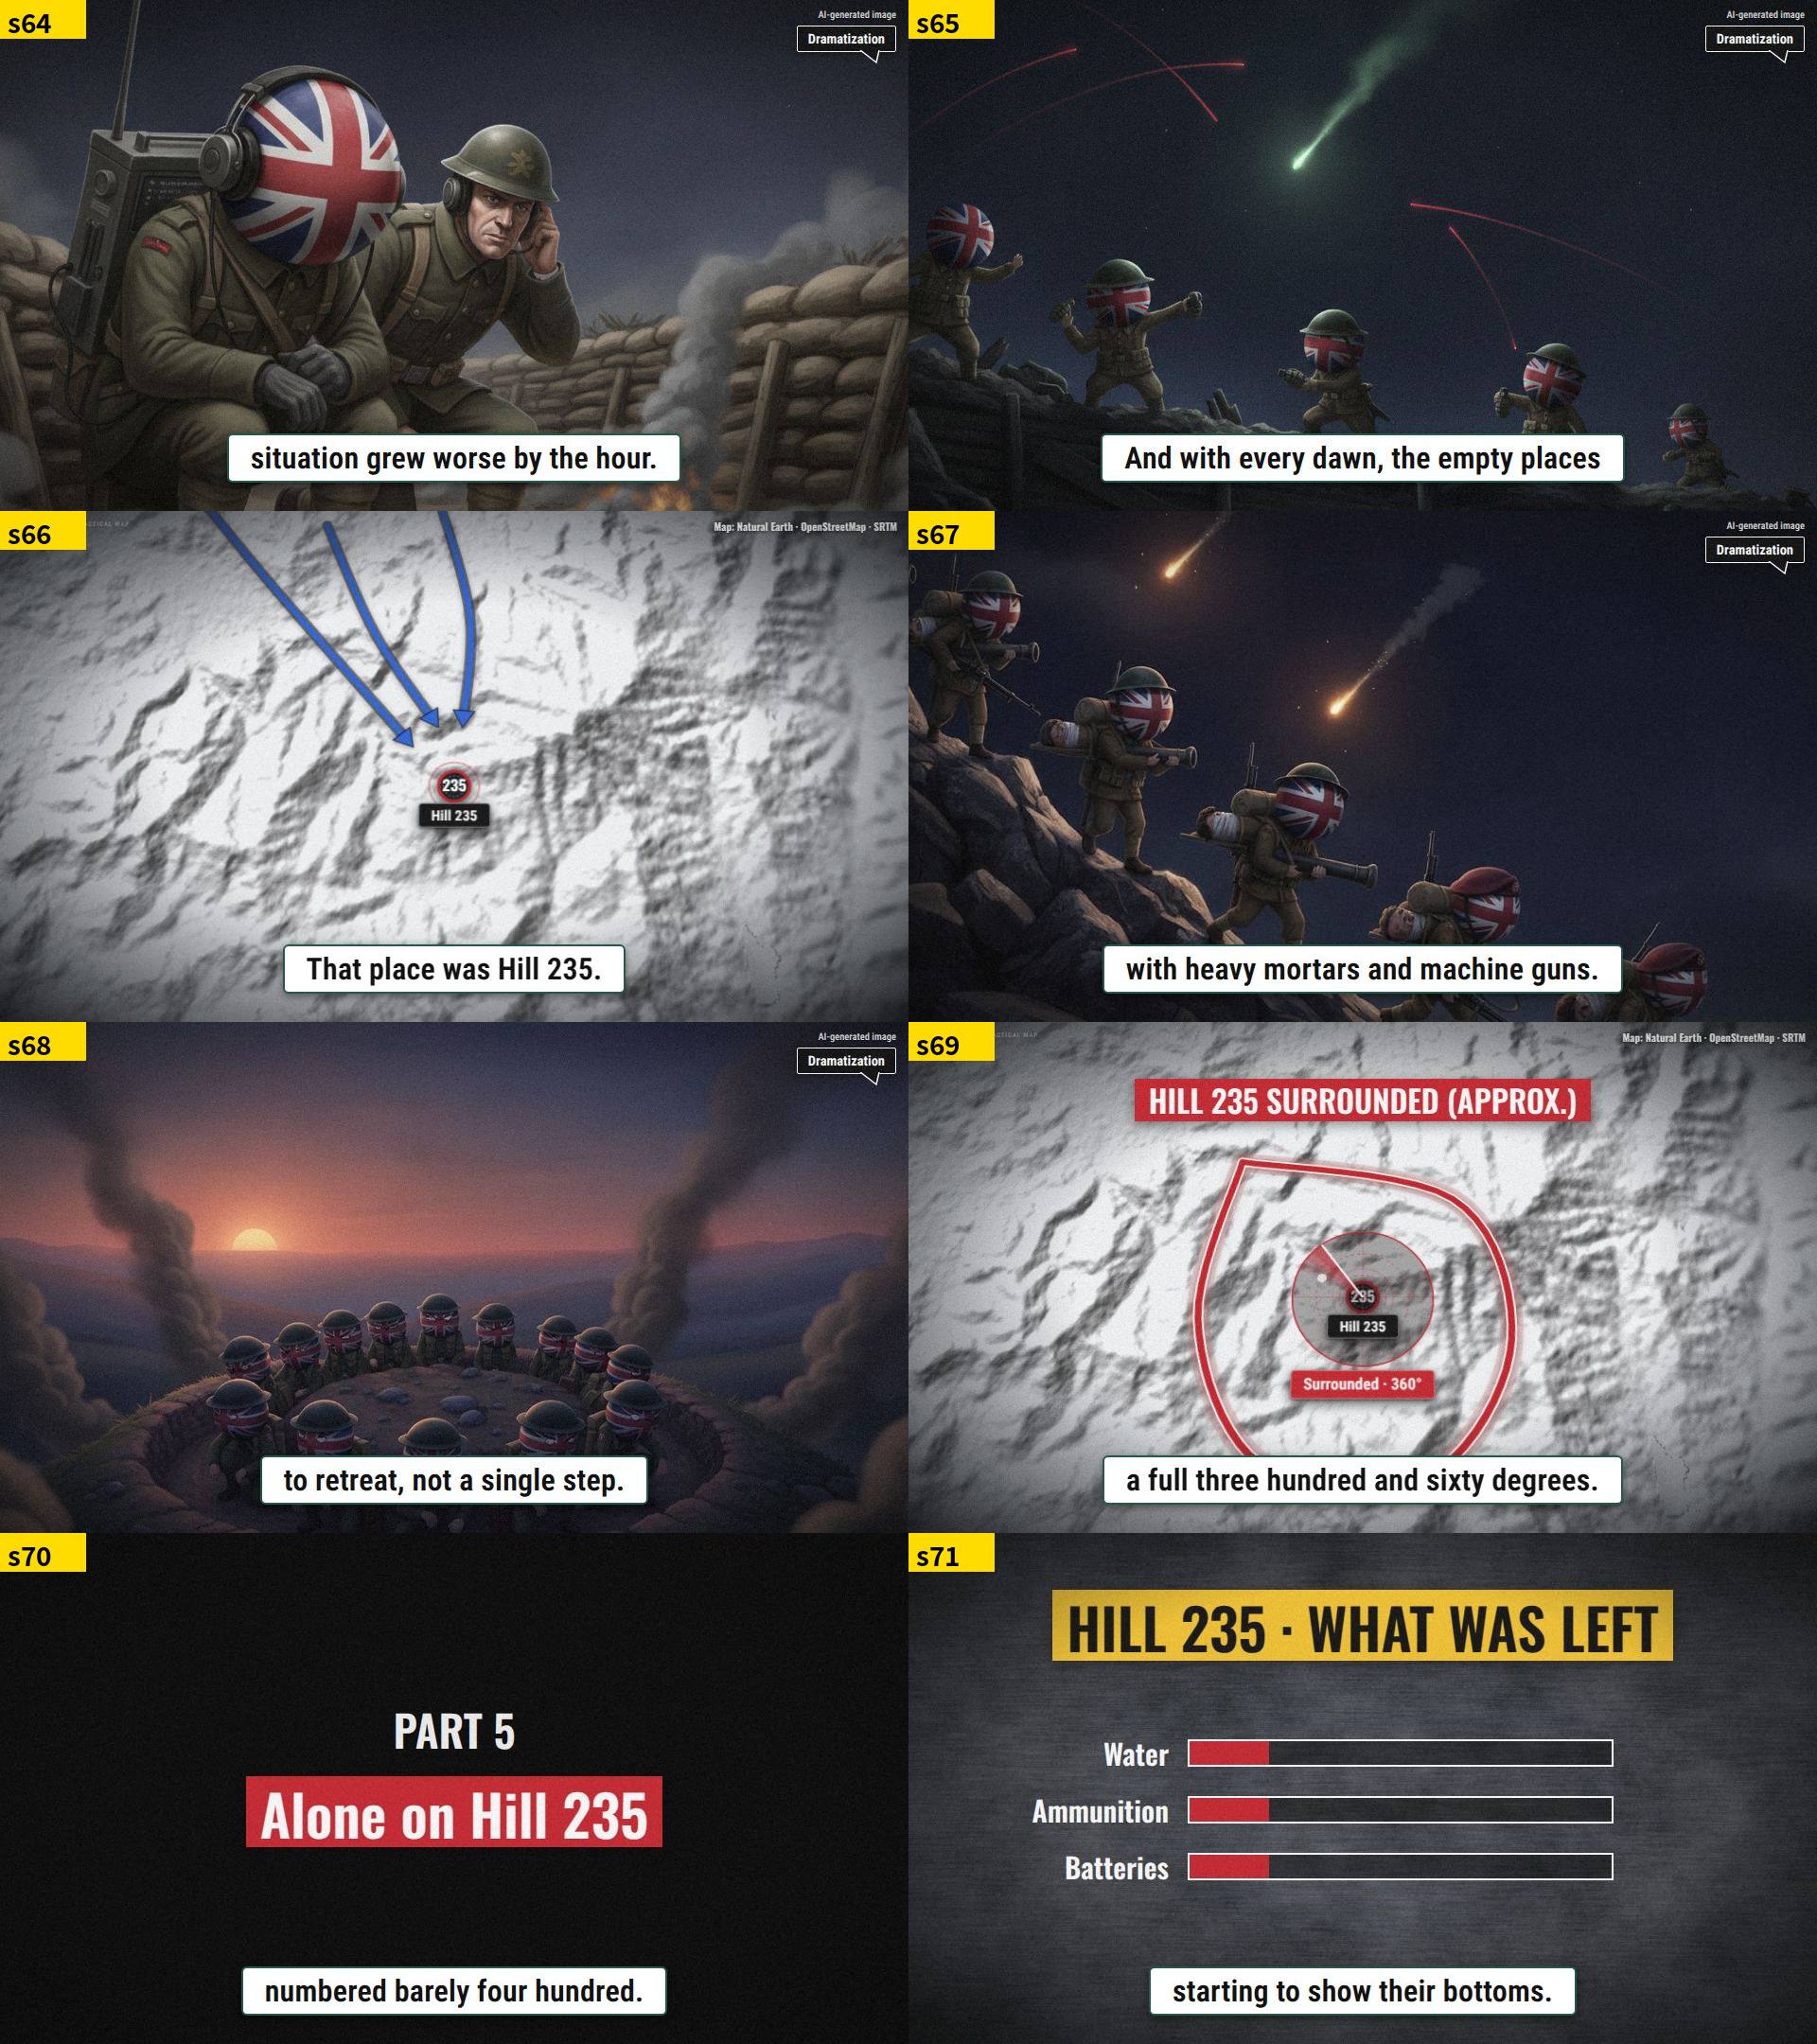 s64
AI-generated image
Dramatization
situation grew worse by the hour.
s65
AI-generated image
Dramatization
And with every dawn, the empty places
s66
TACTICAL MAP
Map: Natural Earth · OpenStreetMap · SRTM
235
Hill 235
That place was Hill 235.
s67
AI-generated image
Dramatization
with heavy mortars and machine guns.
s68
AI-generated image
Dramatization
to retreat, not a single step.
s69
TACTICAL MAP
Map: Natural Earth · OpenStreetMap · SRTM
HILL 235 SURROUNDED (APPROX.)
235
Hill 235
Surrounded · 360°
a full three hundred and sixty degrees.
s70
PART 5
Alone on Hill 235
numbered barely four hundred.
s71
HILL 235 · WHAT WAS LEFT
Water
Ammunition
Batteries
starting to show their bottoms.